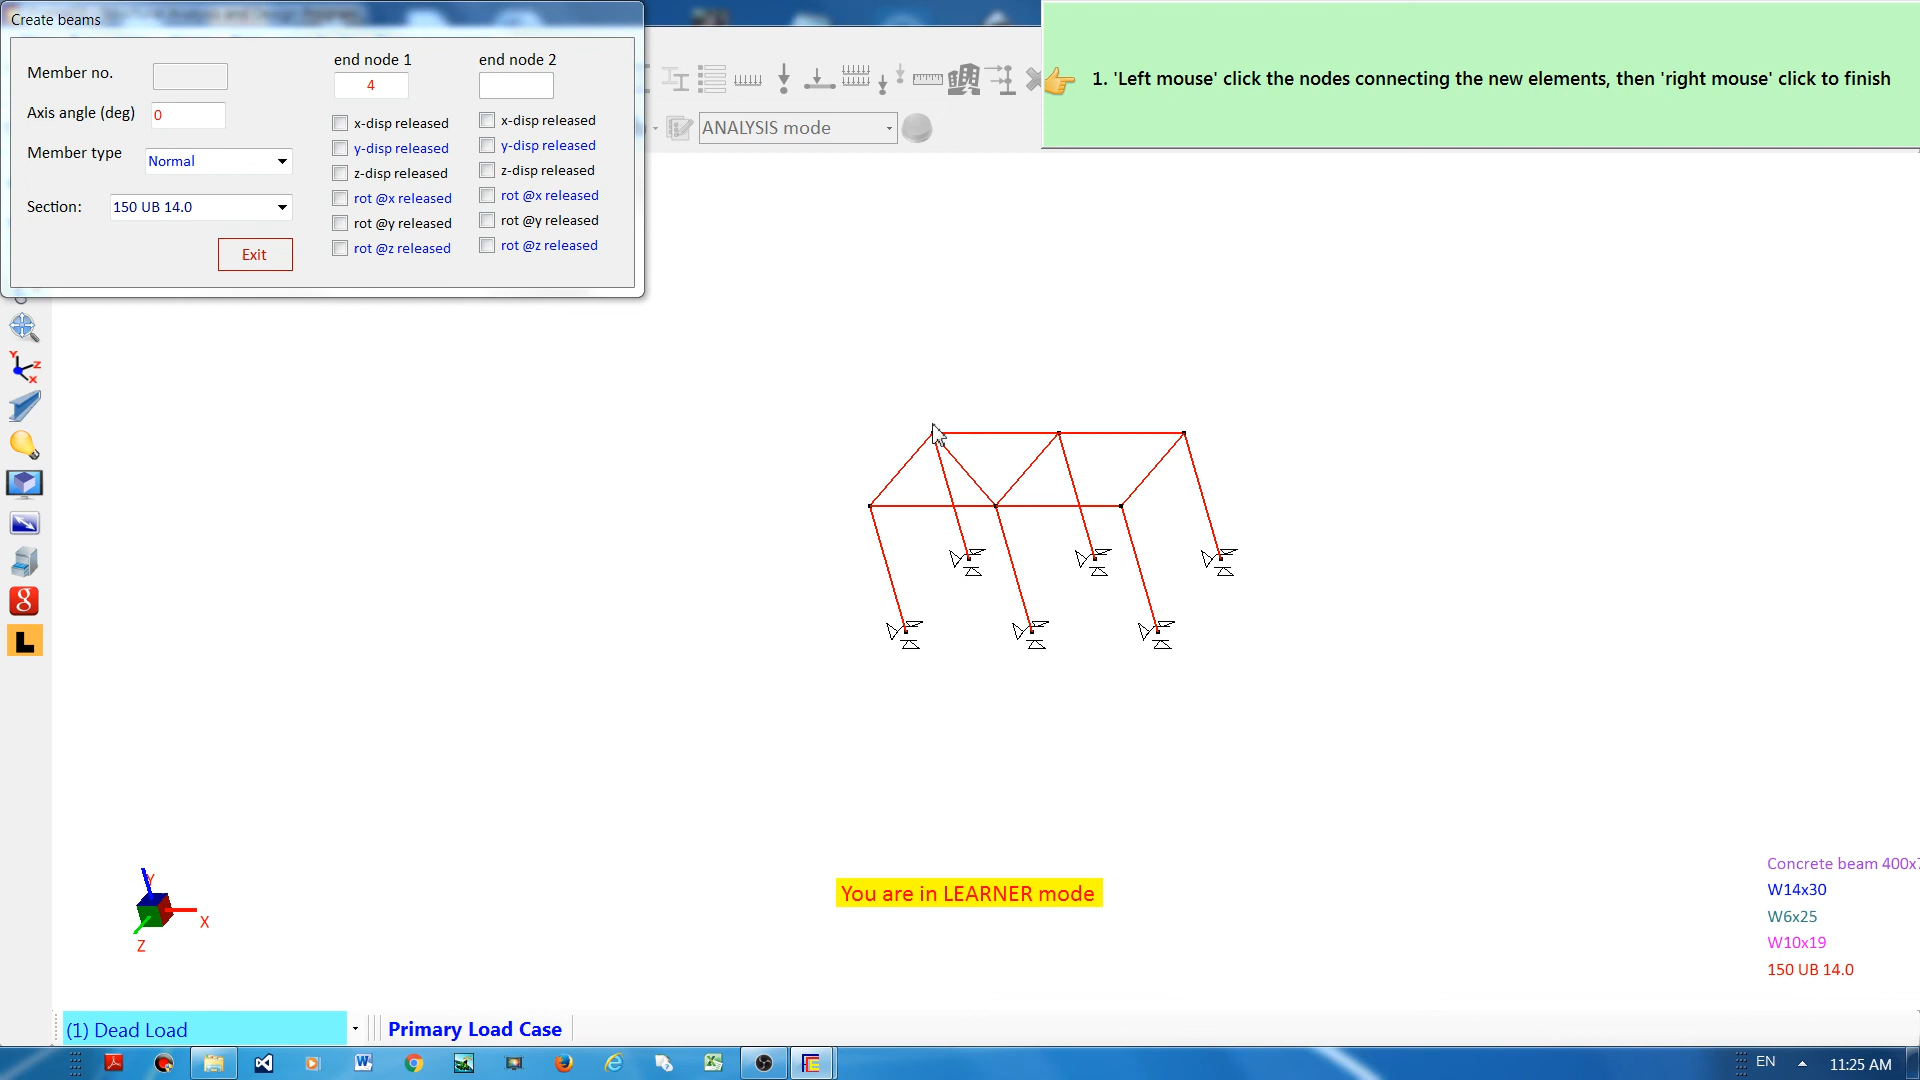 Create beams
Member no.
Axis angle (deg) 0
Member type Normal
Section: 150 UB 14.0
Exit
end node 1
4
x-disp released
y-disp released
z-disp released
rot @x released
rot @y released
rot @z released
end node 2
x-disp released
y-disp released
z-disp released
rot @x released
rot @y released
rot @z released
ANALYSIS mode
1. 'Left mouse' click the nodes connecting the new elements, then 'right mouse' click to finish
Y
Z
X
g
L
Y
X
Z
You are in LEARNER mode
Concrete beam 400x
W14x30
W6x25
W10x19
150 UB 14.0
(1) Dead Load
Primary Load Case
EN
11:25 AM